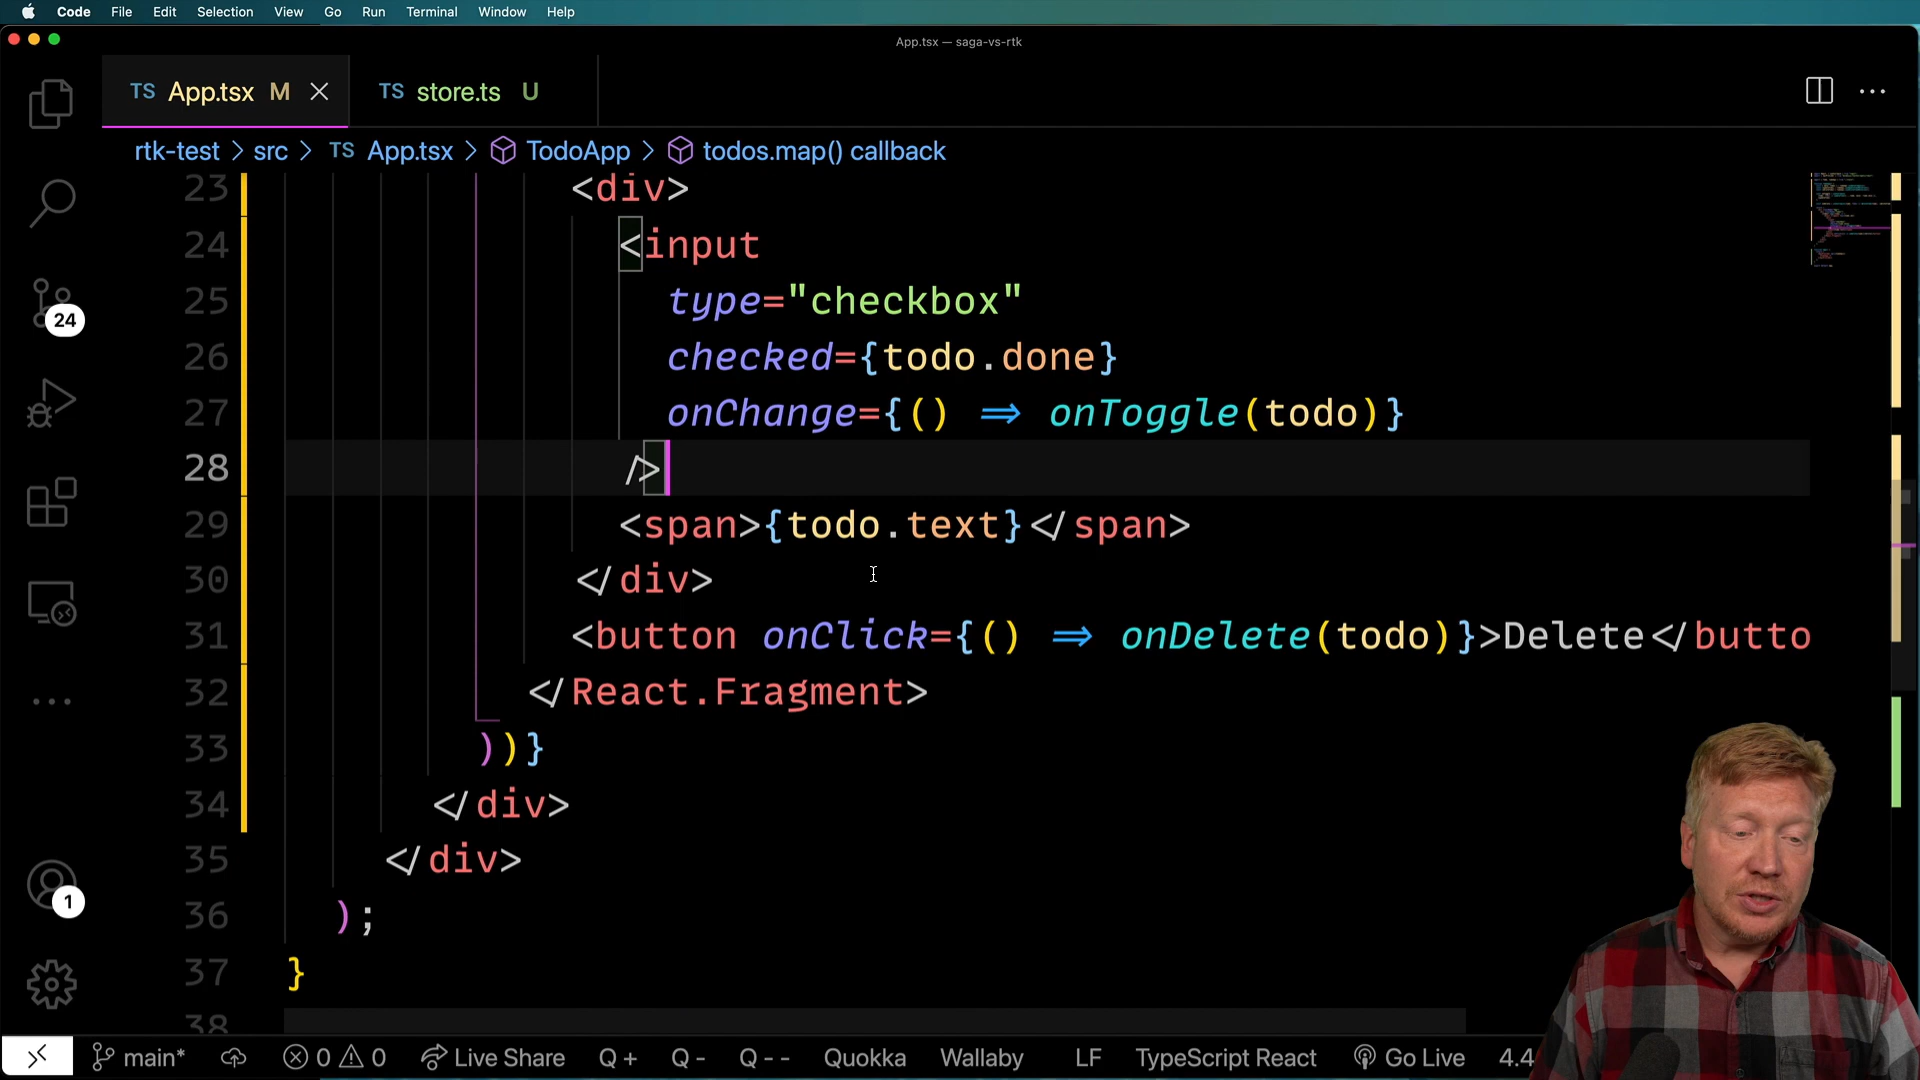 Code File Edit Selection View Go Run Terminal Window Help
App.tsx — saga-vs-rtk
TS App.tsx M TS store.ts U
rtk-test > src > TS App.tsx > TodoApp > todos.map() callback
23 <div>
24 <input
25 type="checkbox"
26 checked={todo.done}
27 onChange={() => onToggle(todo)}
28 />
29 <span>{todo.text}</span>
30 </div>
31 <button onClick={() => onDelete(todo)}>Delete</butto
32 </React.Fragment>
33 ))}
34 </div>
35 </div>
36 );
37 }
38
24
1
main* 0 0 Live Share Q + Q - Q - - Quokka Wallaby LF TypeScript React Go Live 4.4